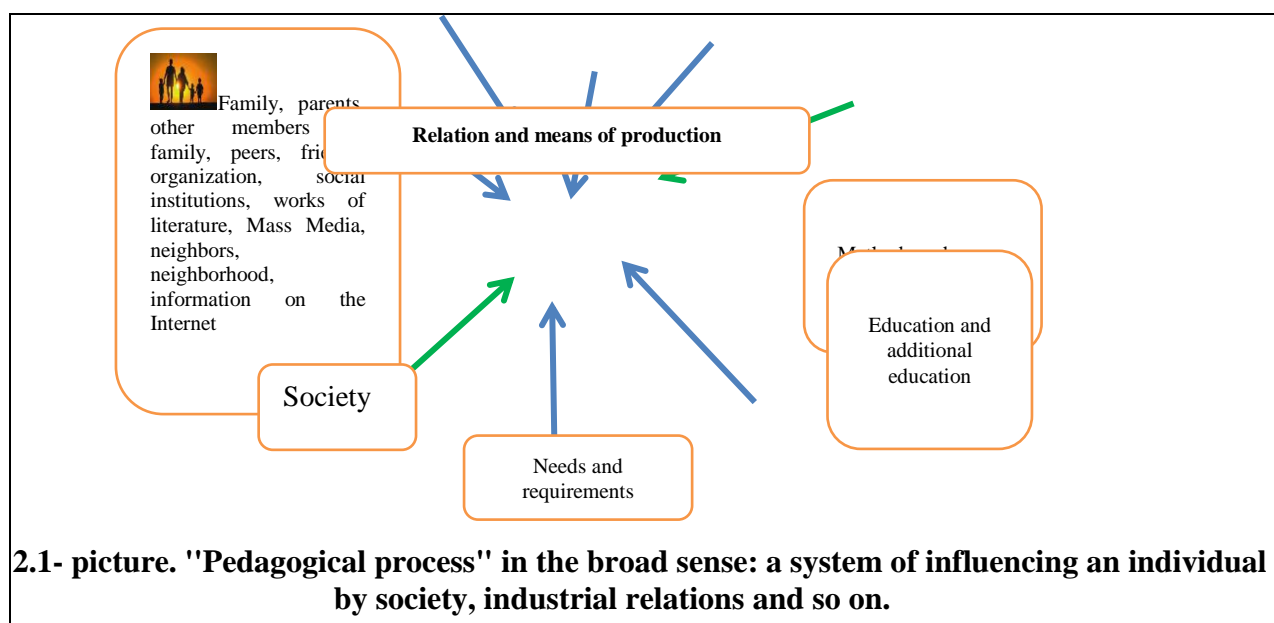 Family, parents,
other members
family, peers,
organization, social
institutions, works of
literature, Mass Media,
neighbors,
neighborhood,
information on the
Internet
Relation and means of production
Education and
additional
education
Society
Needs and
requirements
2.1- picture. "Pedagogical process" in the broad sense: a system of influencing an individual
by society, industrial relations and so on.